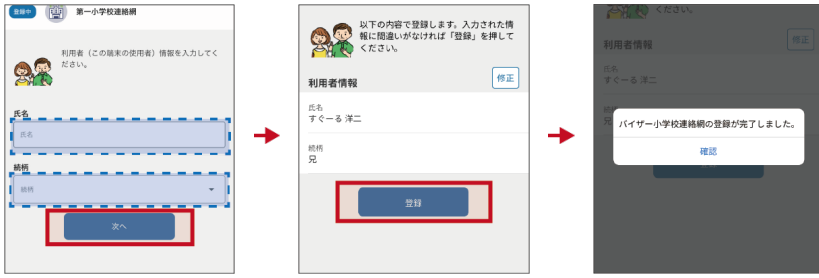 登録中
第一小学校連絡網
利用者（この端末の使用者）情報を入力してく
ださい。
氏名
氏名
続柄
続柄
次へ
以下の内容で登録します。入力された情
報に間違いがなければ「登録」を押して
ください。
利用者情報
修正
氏名
すぐーる 洋二
続柄
兄
登録
ください。
利用者情報
修正
氏名
すぐーる 洋二
バイザー小学校連絡網の登録が完了しました。
確認